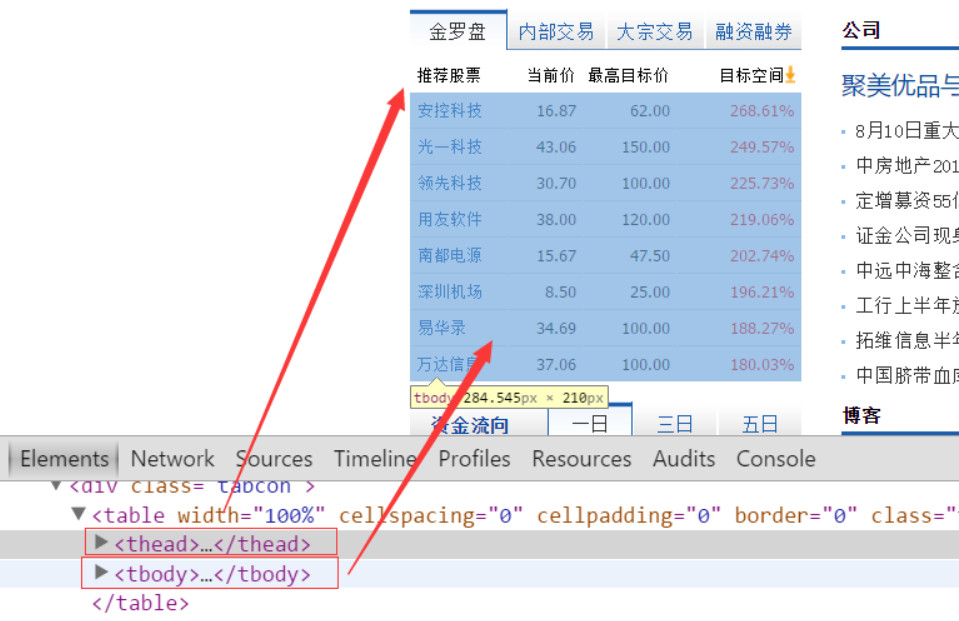 金罗盘 内部交易 大宗交易 融资融券
推荐股票 当前价 最高目标价 目标空间
安控科技 16.87 62.00 268.61%
光一科技 43.06 150.00 249.57%
领先科技 30.70 100.00 225.73%
用友软件 38.00 120.00 219.06%
南都电源 15.67 47.50 202.74%
深圳机场 8.50 25.00 196.21%
易华录 34.69 100.00 188.27%
万达信息 37.06 100.00 180.03%
tbody 284.545px × 210px
资金流向 一日 三日 五日
公司
聚美优品与
8月10日重大
中房地产201
定增募资55
证金公司现
中远中海整合
工行上半年
拓维信息半年
中国脐带血库
博客
Elements Network Sources Timeline Profiles Resources Audits Console
▼<div class="tabcon">
▼<table width="100%" cellspacing="0" cellpadding="0" border="0" class="
▶<thead>…</thead>
▶<tbody>…</tbody>
</table>